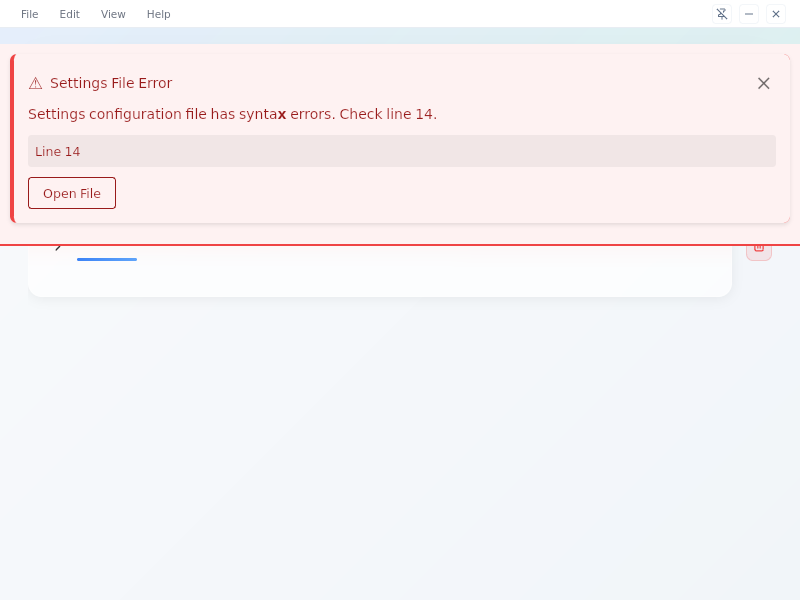 File Edit View Help
⚠ Settings File Error
Settings configuration file has syntax errors. Check line 14.
Line 14
Open File